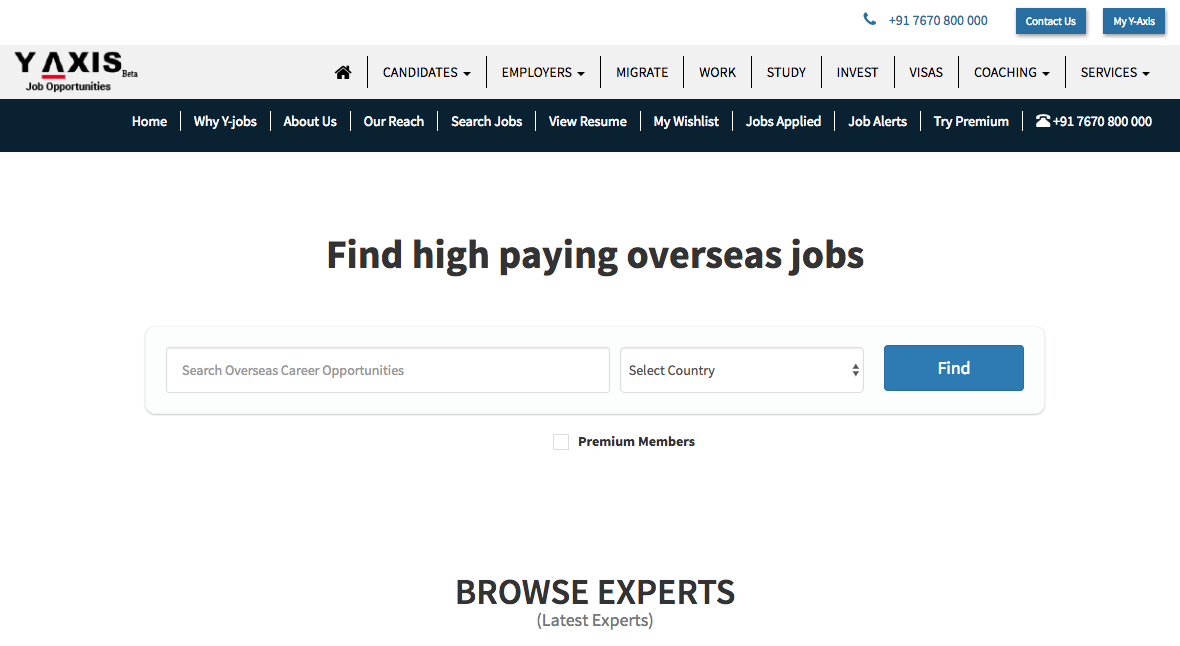 +91 7670 800 000 Contact Us My Y-Axis
Y AXIS Beta
Job Opportunities
CANDIDATES EMPLOYERS MIGRATE WORK STUDY INVEST VISAS COACHING SERVICES
Home Why Y-jobs About Us Our Reach Search Jobs View Resume My Wishlist Jobs Applied Job Alerts Try Premium +91 7670 800 000
Find high paying overseas jobs
Search Overseas Career Opportunities Select Country Find
Premium Members
BROWSE EXPERTS
(Latest Experts)